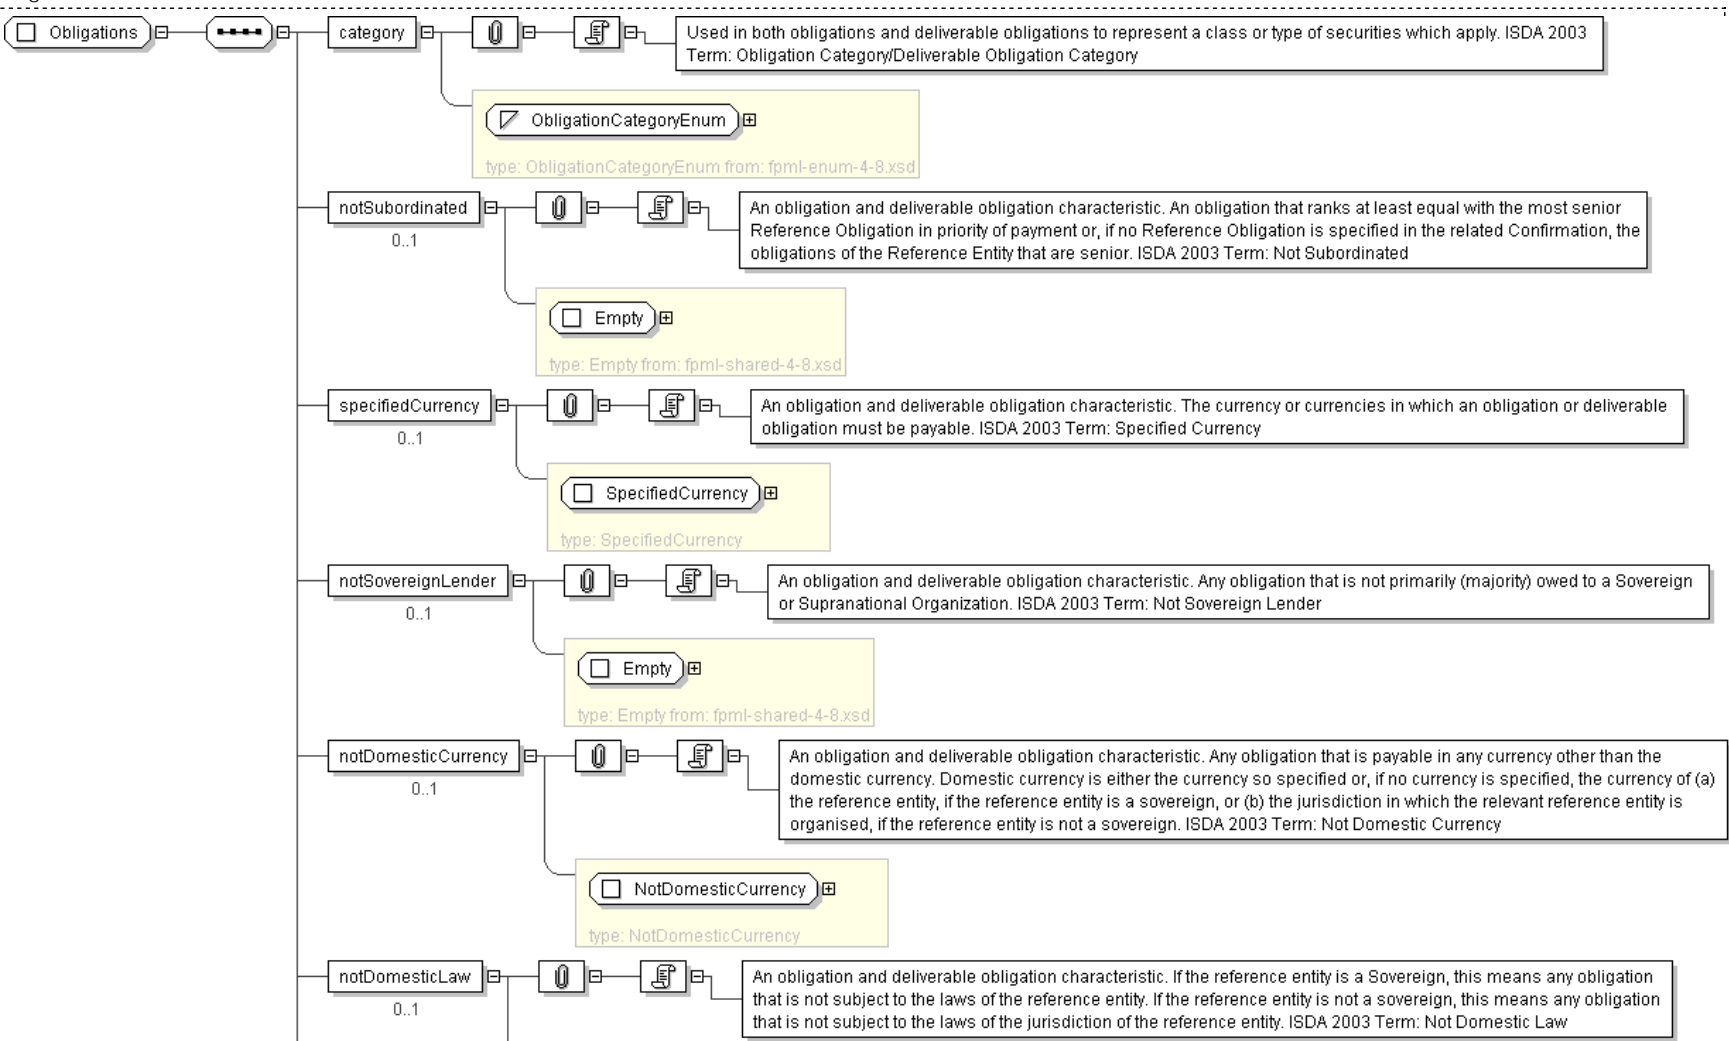 Obligations
category
Used in both obligations and deliverable obligations to represent a class or type of securities which apply. ISDA 2003
Term: Obligation Category/Deliverable Obligation Category
ObligationCategoryEnum
type: ObligationCategoryEnum from: fpml-enum-4-8.xsd
notSubordinated
0..1
An obligation and deliverable obligation characteristic. An obligation that ranks at least equal with the most senior
Reference Obligation in priority of payment or, if no Reference Obligation is specified in the related Confirmation, the
obligations of the Reference Entity that are senior. ISDA 2003 Term: Not Subordinated
Empty
type: Empty from: fpml-shared-4-8.xsd
specifiedCurrency
0..1
An obligation and deliverable obligation characteristic. The currency or currencies in which an obligation or deliverable
obligation must be payable. ISDA 2003 Term: Specified Currency
SpecifiedCurrency
type: SpecifiedCurrency
notSovereignLender
0..1
An obligation and deliverable obligation characteristic. Any obligation that is not primarily (majority) owed to a Sovereign
or Supranational Organization. ISDA 2003 Term: Not Sovereign Lender
Empty
type: Empty from: fpml-shared-4-8.xsd
notDomesticCurrency
0..1
An obligation and deliverable obligation characteristic. Any obligation that is payable in any currency other than the
domestic currency. Domestic currency is either the currency so specified or, if no currency is specified, the currency of (a)
the reference entity, if the reference entity is a sovereign, or (b) the jurisdiction in which the relevant reference entity is
organised, if the reference entity is not a sovereign. ISDA 2003 Term: Not Domestic Currency
NotDomesticCurrency
type: NotDomesticCurrency
notDomesticLaw
0..1
An obligation and deliverable obligation characteristic. If the reference entity is a Sovereign, this means any obligation
that is not subject to the laws of the reference entity. If the reference entity is not a sovereign, this means any obligation
that is not subject to the laws of the jurisdiction of the reference entity. ISDA 2003 Term: Not Domestic Law